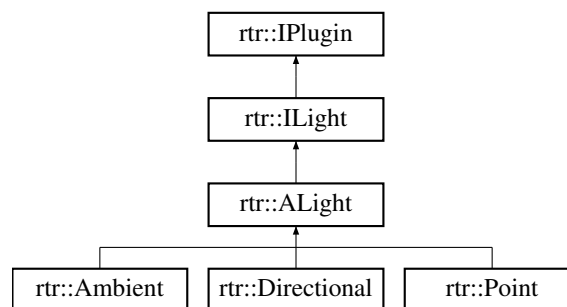 rtr::IPlugin
rtr::ILight
rtr::ALight
rtr::Ambient
rtr::Directional
rtr::Point